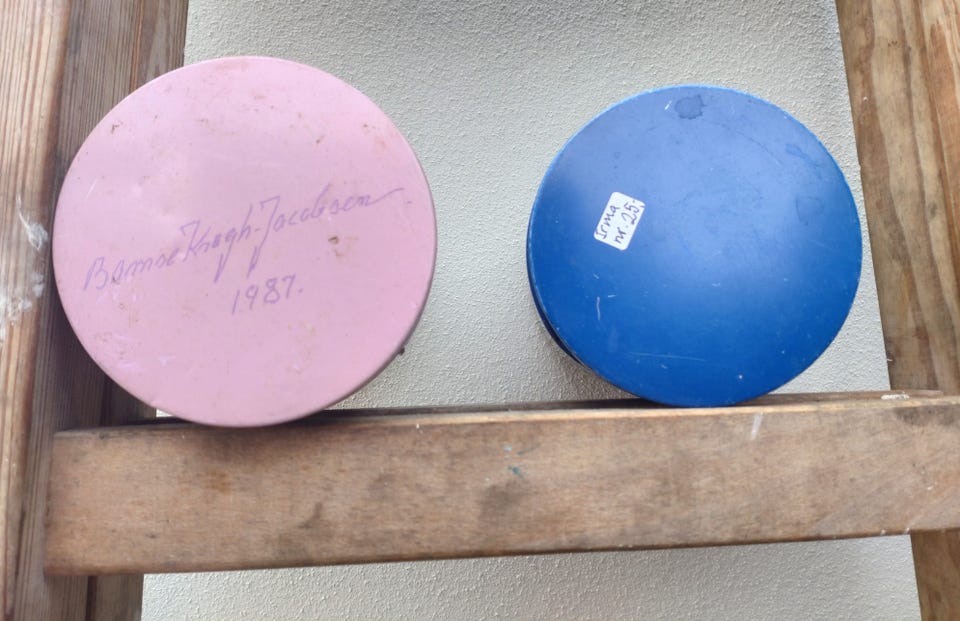 Bamse Kragh-Jacobsen
1987.
Irma
nr. 25,